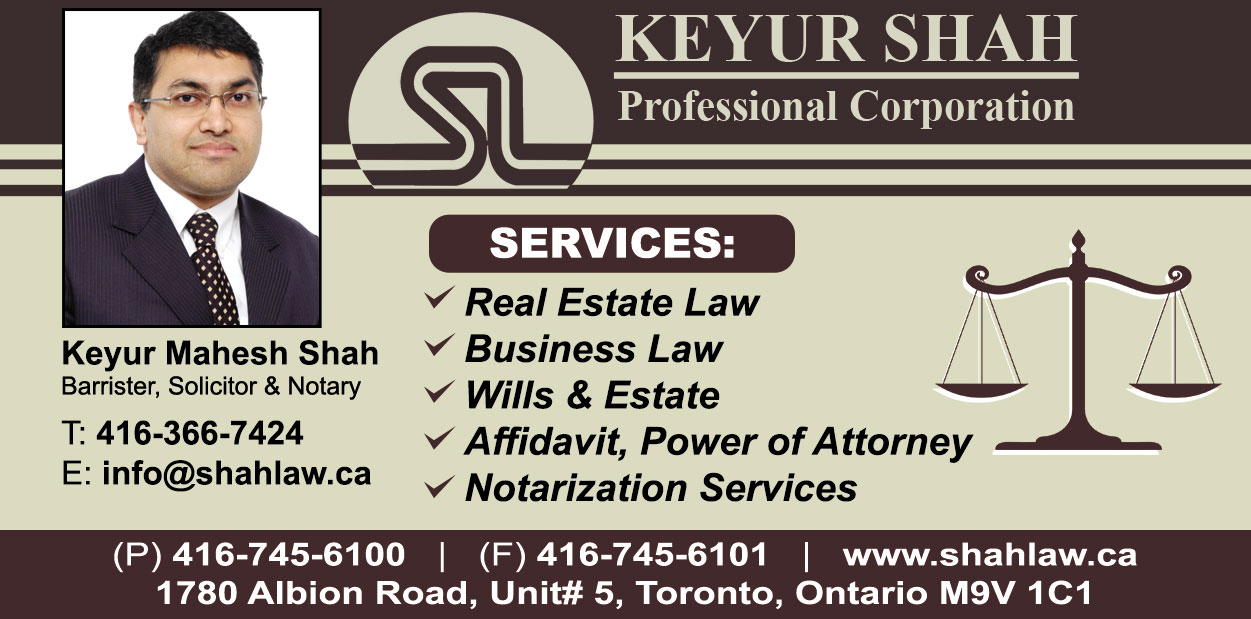 KEYUR SHAH
Professional Corporation
SERVICES:
Real Estate Law
Business Law
Wills & Estate
Affidavit, Power of Attorney
Notarization Services
Keyur Mahesh Shah
Barrister, Solicitor & Notary
T: 416-366-7424
E: info@shahlaw.ca
(P) 416-745-6100 | (F) 416-745-6101 | www.shahlaw.ca
1780 Albion Road, Unit# 5, Toronto, Ontario M9V 1C1